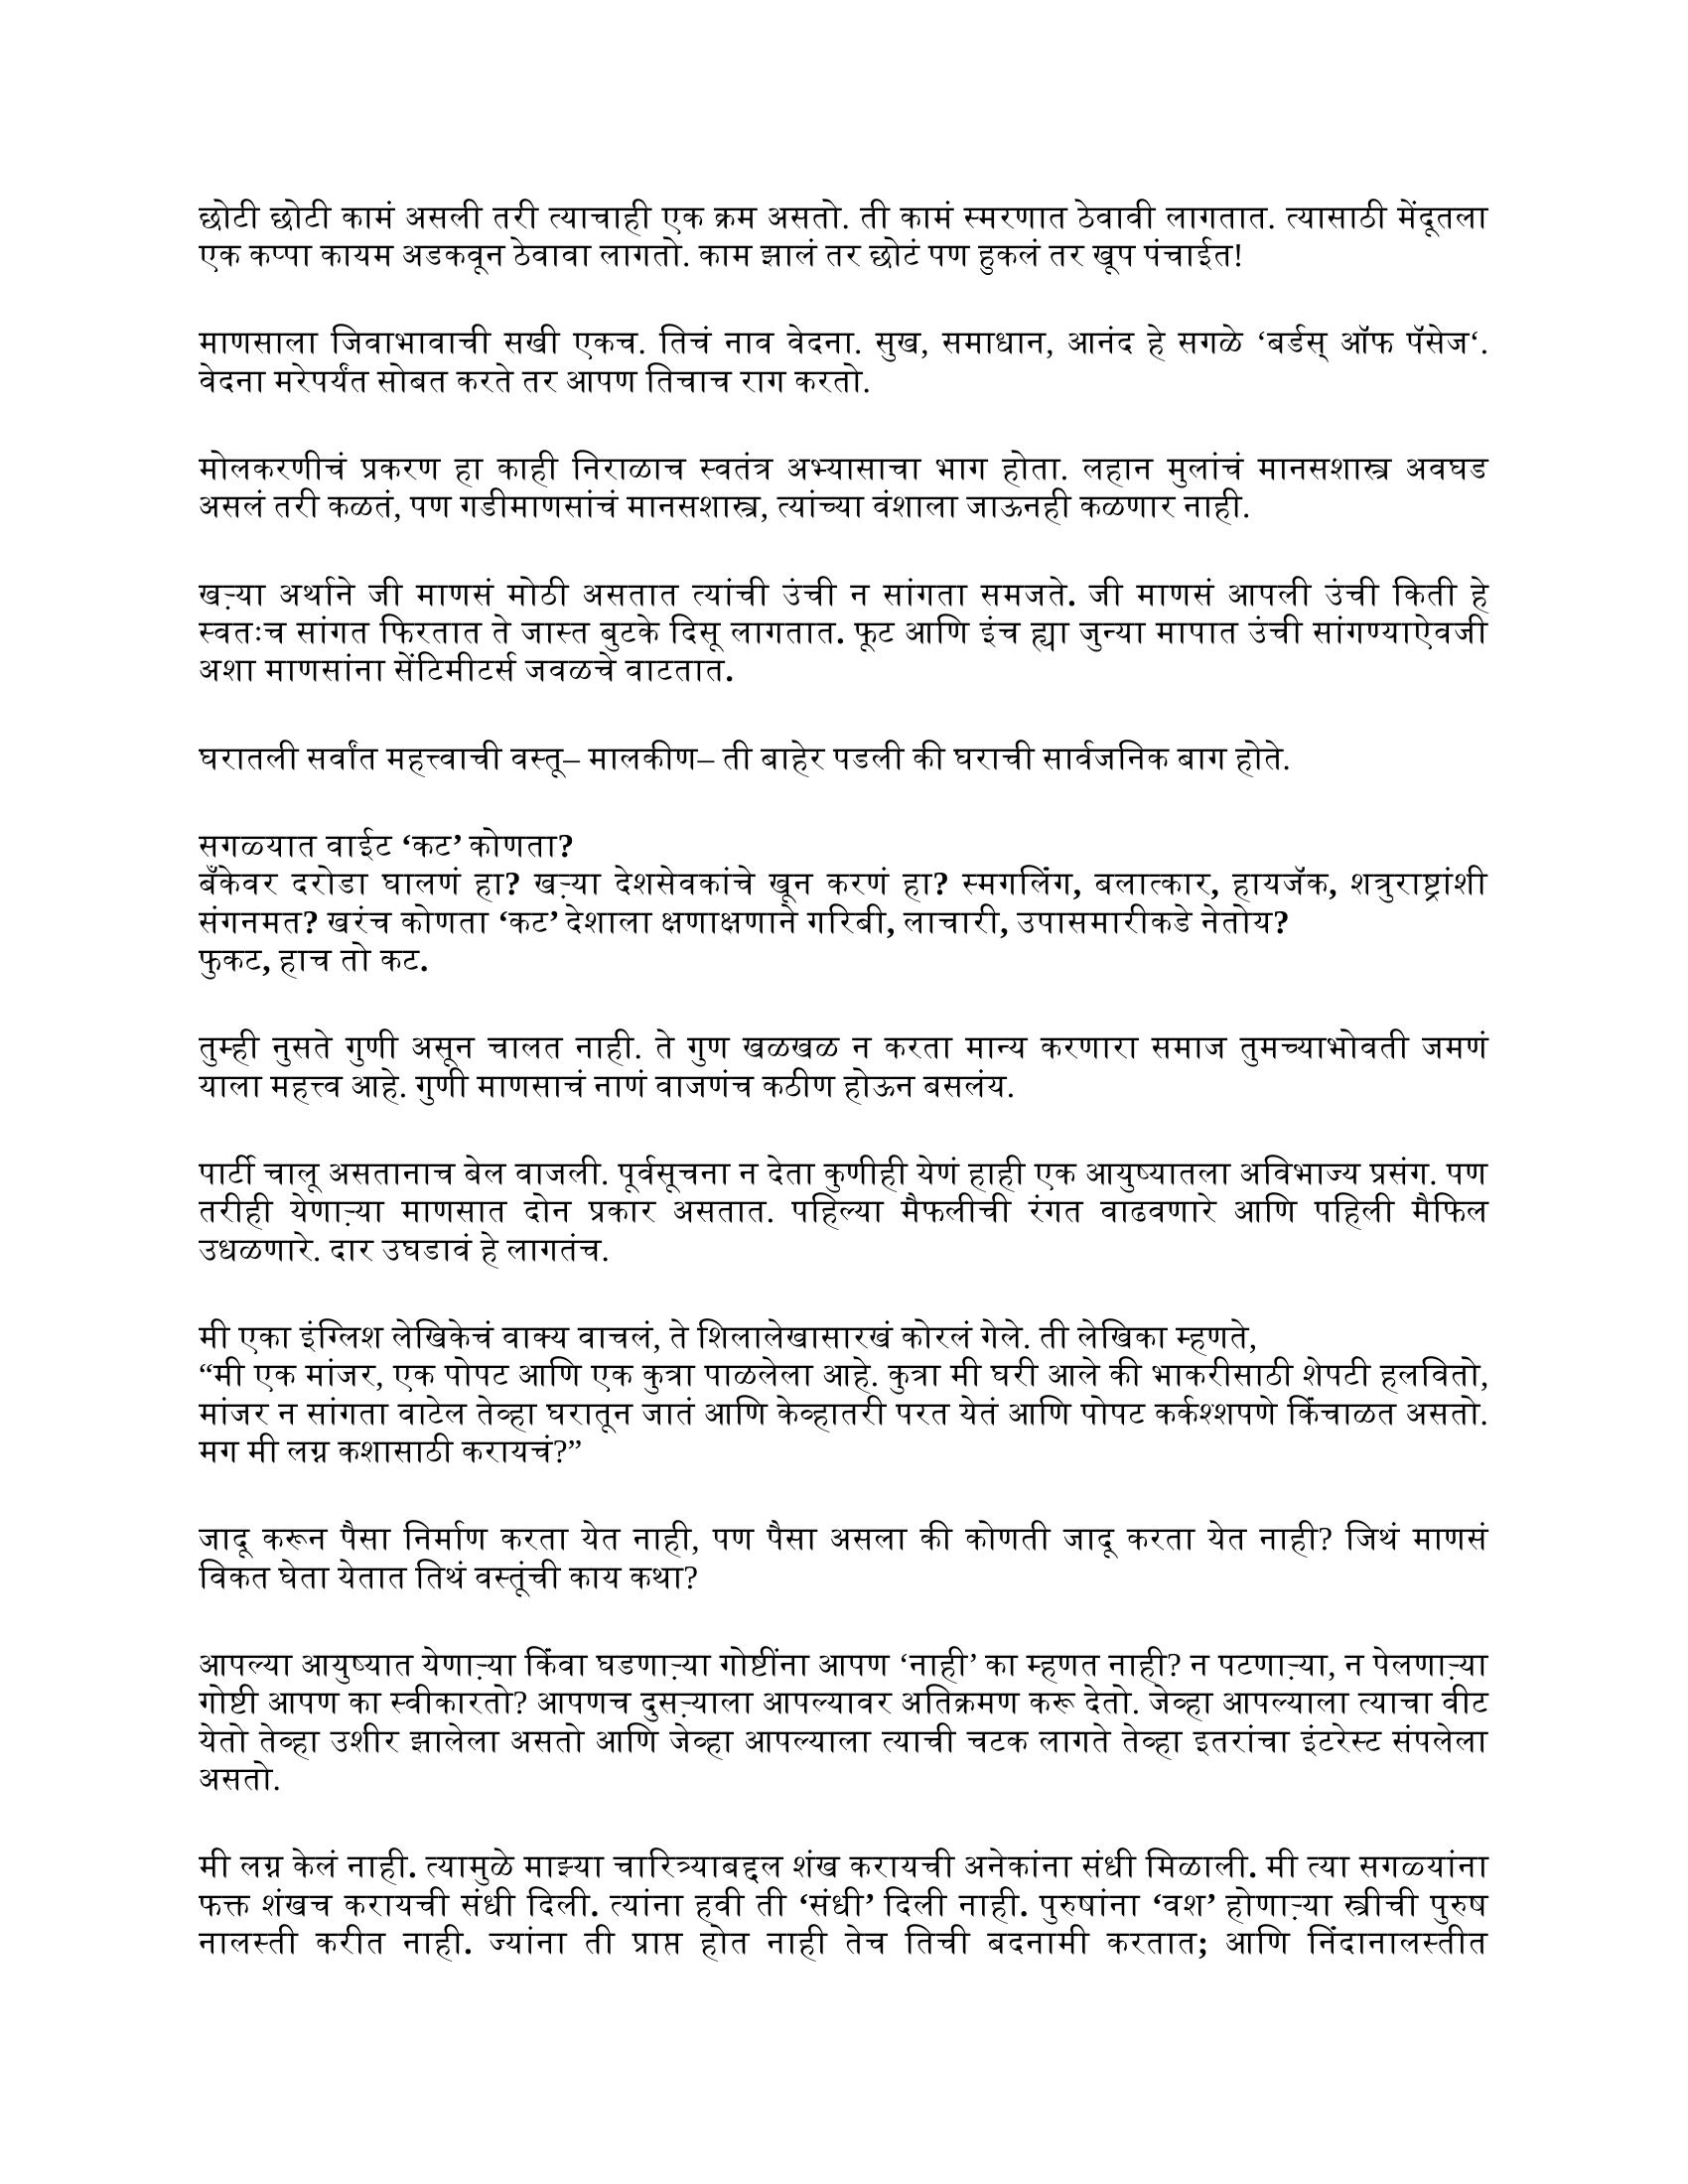 छोटी छोटी कामं असली तरी त्याचाही एक क्रम असतो. ती कामं स्मरणात ठेवावी लागतात. त्यासाठी मेंदूतला
एक कप्पा कायम अडकवून ठेवावा लागतो. काम झालं तर छोटं पण हुकलं तर खूप पंचाईत!
माणसाला जिवाभावाची सखी एकच. तिचं नाव वेदना. सुख, समाधान, आनंद हे सगळे ‘बर्डस् ऑफ पॅसेज‘.
वेदना मरेपर्यंत सोबत करते तर आपण तिचाच राग करतो.
मोलकरणीचं प्रकरण हा काही निराळाच स्वतंत्र अभ्यासाचा भाग होता. लहान मुलांचं मानसशास्त्र अवघड
असलं तरी कळतं, पण गडीमाणसांचं मानसशास्त्र, त्यांच्या वंशाला जाऊनही कळणार नाही.
खऱ्या अर्थाने जी माणसं मोठी असतात त्यांची उंची न सांगता समजते. जी माणसं आपली उंची किती हे
स्वतःच सांगत फिरतात ते जास्त बुटके दिसू लागतात. फूट आणि इंच ह्या जुन्या मापात उंची सांगण्याऐवजी
अशा माणसांना सेंटिमीटर्स जवळचे वाटतात.
घरातली सर्वांत महत्त्वाची वस्तू– मालकीण– ती बाहेर पडली की घराची सार्वजनिक बाग होते.
सगळ्यात वाईट ‘कट’ कोणता?
बँकेवर दरोडा घालणं हा? खऱ्या देशसेवकांचे खून करणं हा? स्मगलिंग, बलात्कार, हायजॅक, शत्रुराष्ट्रांशी
संगनमत? खरंच कोणता ‘कट’ देशाला क्षणाक्षणाने गरिबी, लाचारी, उपासमारीकडे नेतोय?
फुकट, हाच तो कट.
तुम्ही नुसते गुणी असून चालत नाही. ते गुण खळखळ न करता मान्य करणारा समाज तुमच्याभोवती जमणं
याला महत्त्व आहे. गुणी माणसाचं नाणं वाजणंच कठीण होऊन बसलंय.
पार्टी चालू असतानाच बेल वाजली. पूर्वसूचना न देता कुणीही येणं हाही एक आयुष्यातला अविभाज्य प्रसंग. पण
तरीही येणाऱ्या माणसात दोन प्रकार असतात. पहिल्या मैफलीची रंगत वाढवणारे आणि पहिली मैफिल
उधळणारे. दार उघडावं हे लागतंच.
मी एका इंग्लिश लेखिकेचं वाक्य वाचलं, ते शिलालेखासारखं कोरलं गेले. ती लेखिका म्हणते,
“मी एक मांजर, एक पोपट आणि एक कुत्रा पाळलेला आहे. कुत्रा मी घरी आले की भाकरीसाठी शेपटी हलवितो,
मांजर न सांगता वाटेल तेव्हा घरातून जातं आणि केव्हातरी परत येतं आणि पोपट कर्कश्शपणे किंचाळत असतो.
मग मी लग्न कशासाठी करायचं?”
जादू करून पैसा निर्माण करता येत नाही, पण पैसा असला की कोणती जादू करता येत नाही? जिथं माणसं
विकत घेता येतात तिथं वस्तूंची काय कथा?
आपल्या आयुष्यात येणाऱ्या किंवा घडणाऱ्या गोष्टींना आपण ‘नाही’ का म्हणत नाही? न पटणाऱ्या, न पेलणाऱ्या
गोष्टी आपण का स्वीकारतो? आपणच दुसऱ्याला आपल्यावर अतिक्रमण करू देतो. जेव्हा आपल्याला त्याचा वीट
येतो तेव्हा उशीर झालेला असतो आणि जेव्हा आपल्याला त्याची चटक लागते तेव्हा इतरांचा इंटरेस्ट संपलेला
असतो.
मी लग्न केलं नाही. त्यामुळे माझ्या चारित्र्याबद्दल शंख करायची अनेकांना संधी मिळाली. मी त्या सगळ्यांना
फक्त शंखच करायची संधी दिली. त्यांना हवी ती ‘संधी’ दिली नाही. पुरुषांना ‘वश’ होणाऱ्या स्त्रीची पुरुष
नालस्ती करीत नाही. ज्यांना ती प्राप्त होत नाही तेच तिची बदनामी करतात; आणि निंदानालस्तीत